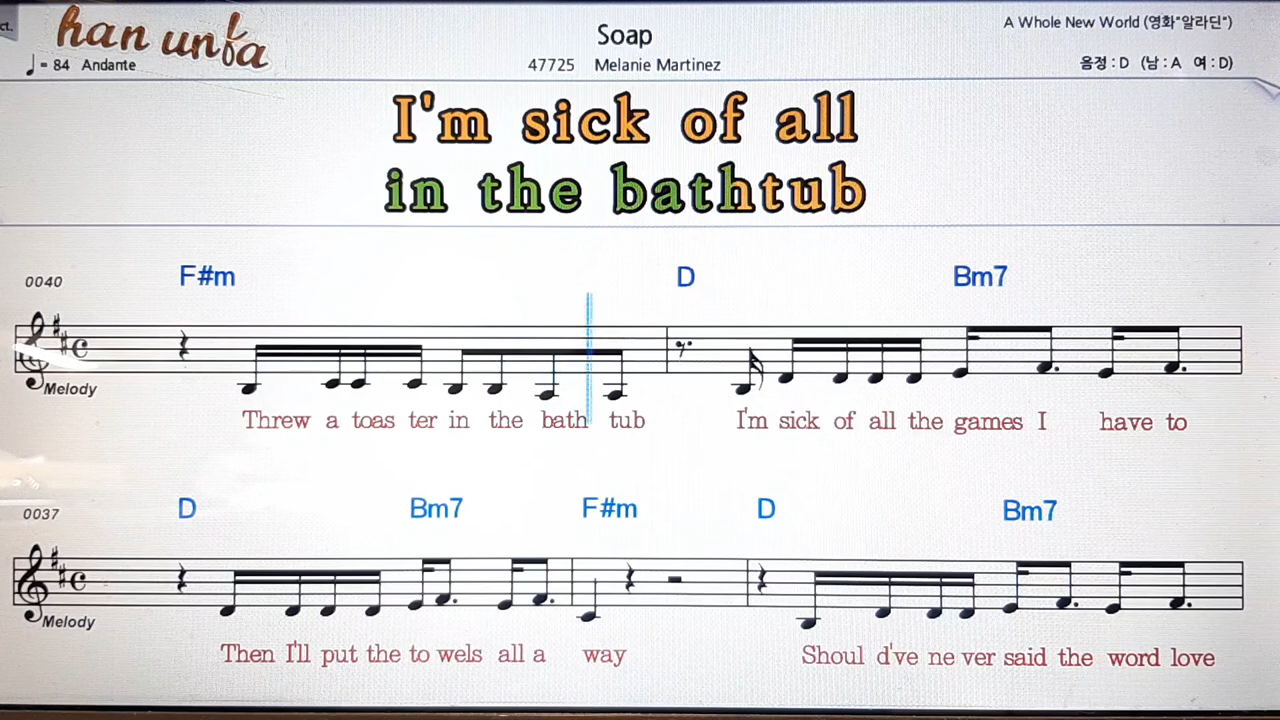 ct.
han unfa
Soap
A Whole New World (영화"알라딘")
♩= 84 Andante
47725 Melanie Martinez
음정 : D (남 : A 여 : D)
I'm sick of all
in the bathtub
0040
F#m D Bm7
Melody
Threw a toas ter in the bath tub I'm sick of all the games I have to
0037
D Bm7 F#m D Bm7
Melody
Then I'll put the to wels all a way Shoul d've ne ver said the word love